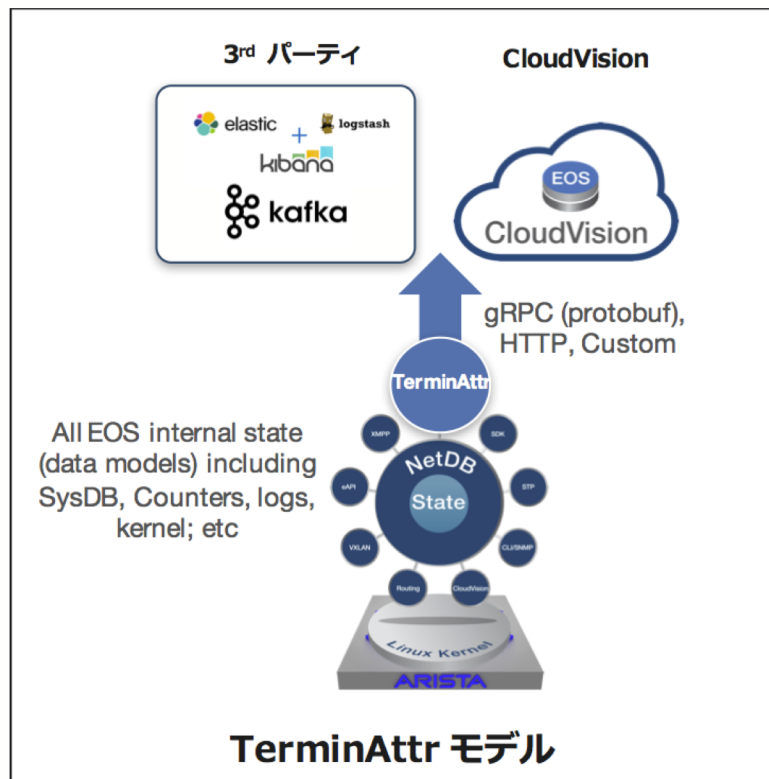 3rd パーティ
CloudVision
elastic
+
logstash
kibana
kafka
EOS
CloudVision
gRPC (protobuf),
HTTP, Custom
TerminAttr
All EOS internal state
(data models) including
SysDB, Counters, logs,
kernel; etc
XMPP
SDK
NetDB
State
eAPI
STP
VXLAN
CLI/SNMP
Routing
CloudVision
Linux Kernel
ARISTA
TerminAttr モデル